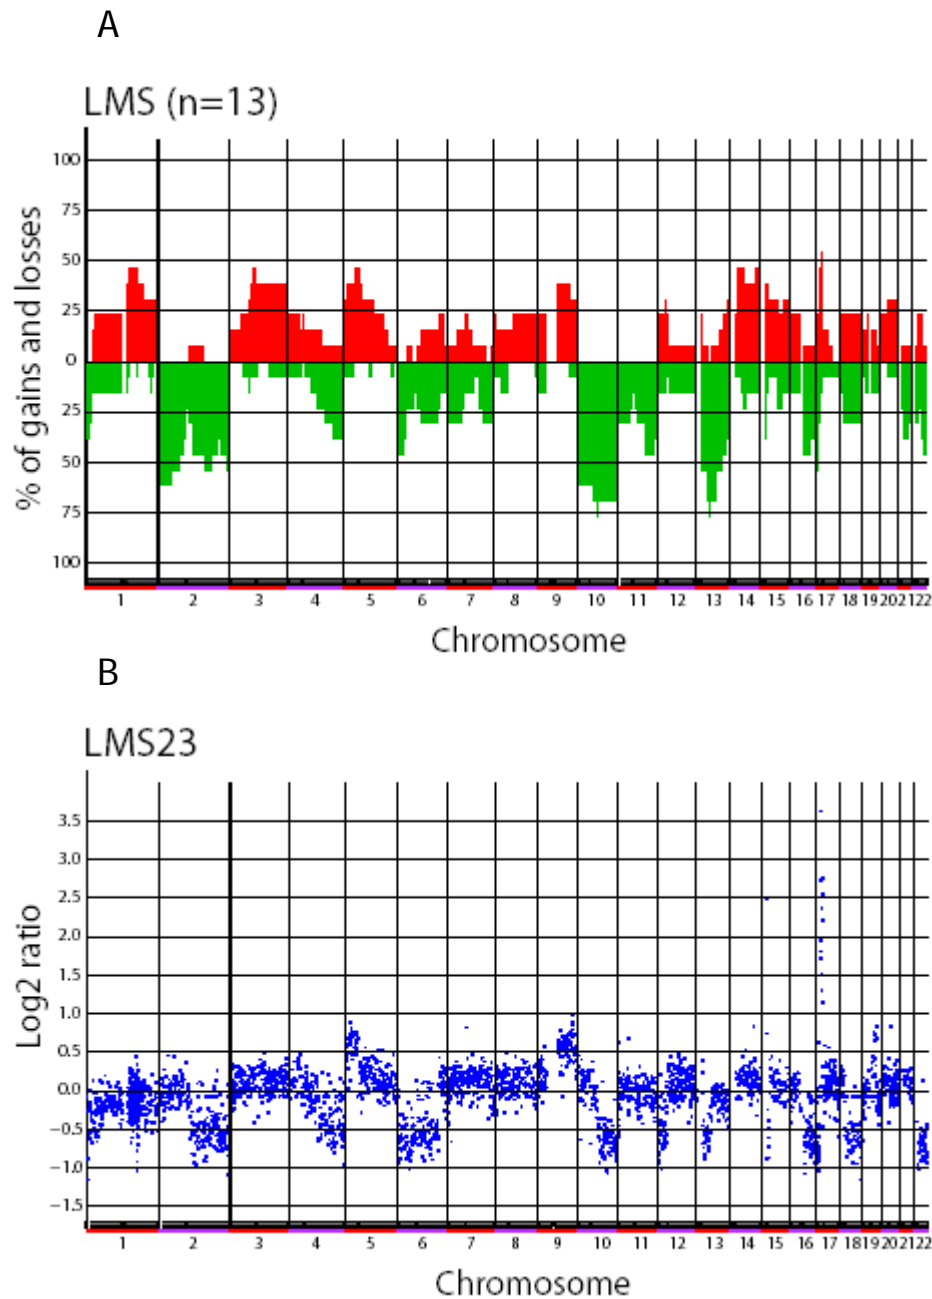 A
LMS (n=13)
% of gains and losses
100
75
50
25
0
25
50
75
100
1 2 3 4 5 6 7 8 9 10 11 12 13 14 15 16 17 18 19 20 21 22
Chromosome
B
LMS23
Log2 ratio
3.5
3.0
2.5
2.0
1.5
1.0
0.5
0.0
−0.5
−1.0
−1.5
1 2 3 4 5 6 7 8 9 10 11 12 13 14 15 16 17 18 19 20 21 22
Chromosome